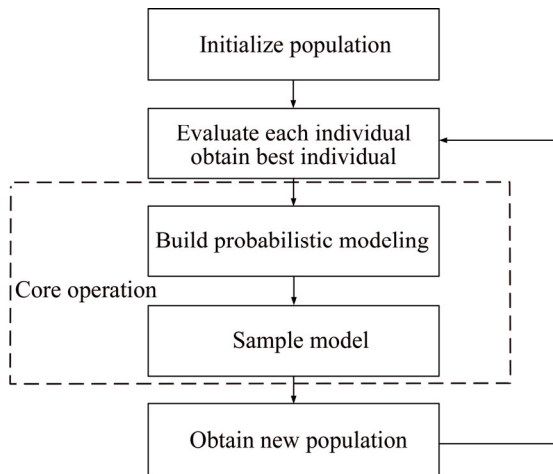 Initialize population
Evaluate each individual
obtain best individual
Build probabilistic modeling
Core operation
Sample model
Obtain new population